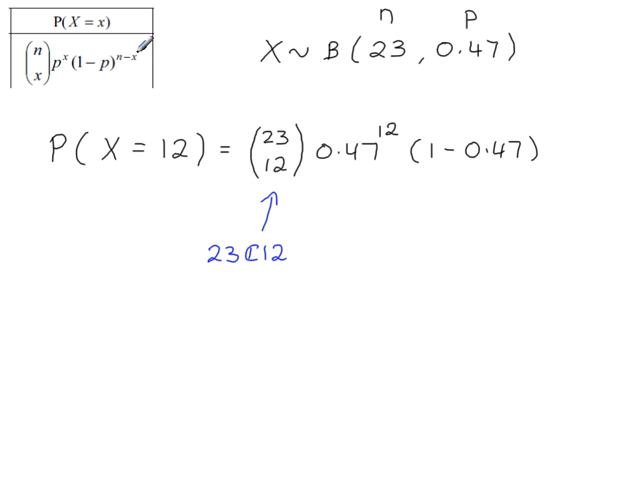 P(X = x)
(n x) p^x (1 − p)^{n−x}
n p
X ~ B(23, 0.47)
P(X = 12) = (23 12) 0.47^12 (1 − 0.47)
23C12